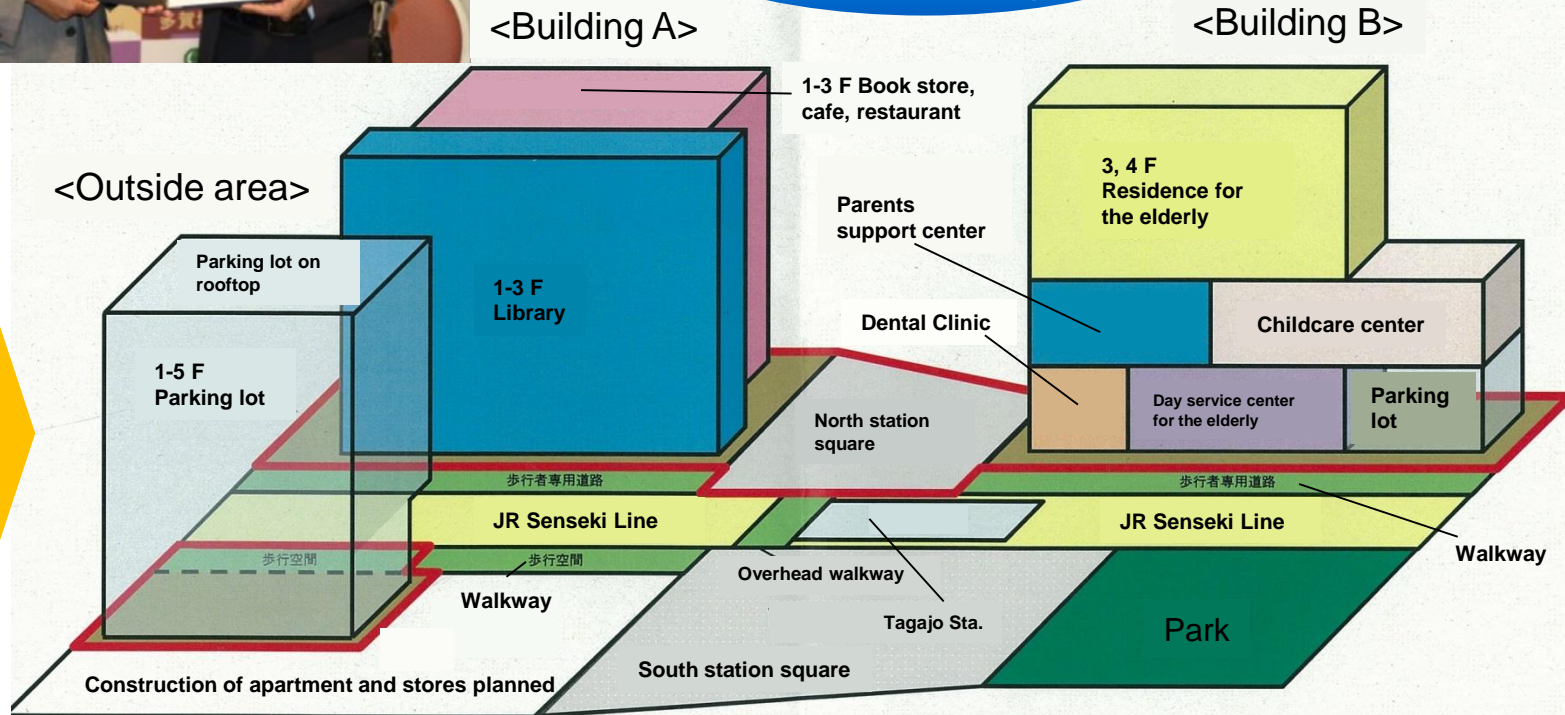 多賀
<Building A>
<Building B>
1-3 F Book store,
cafe, restaurant
<Outside area>
3, 4 F
Residence for
the elderly
Parents
support center
Parking lot on
rooftop
1-3 F
Library
Dental Clinic
Childcare center
1-5 F
Parking lot
Day service center
for the elderly
Parking
lot
North station
square
歩行者専用道路
歩行者専用道路
JR Senseki Line
JR Senseki Line
歩行空間
歩行空間
Walkway
Overhead walkway
Walkway
Tagajo Sta.
Park
South station square
Construction of apartment and stores planned